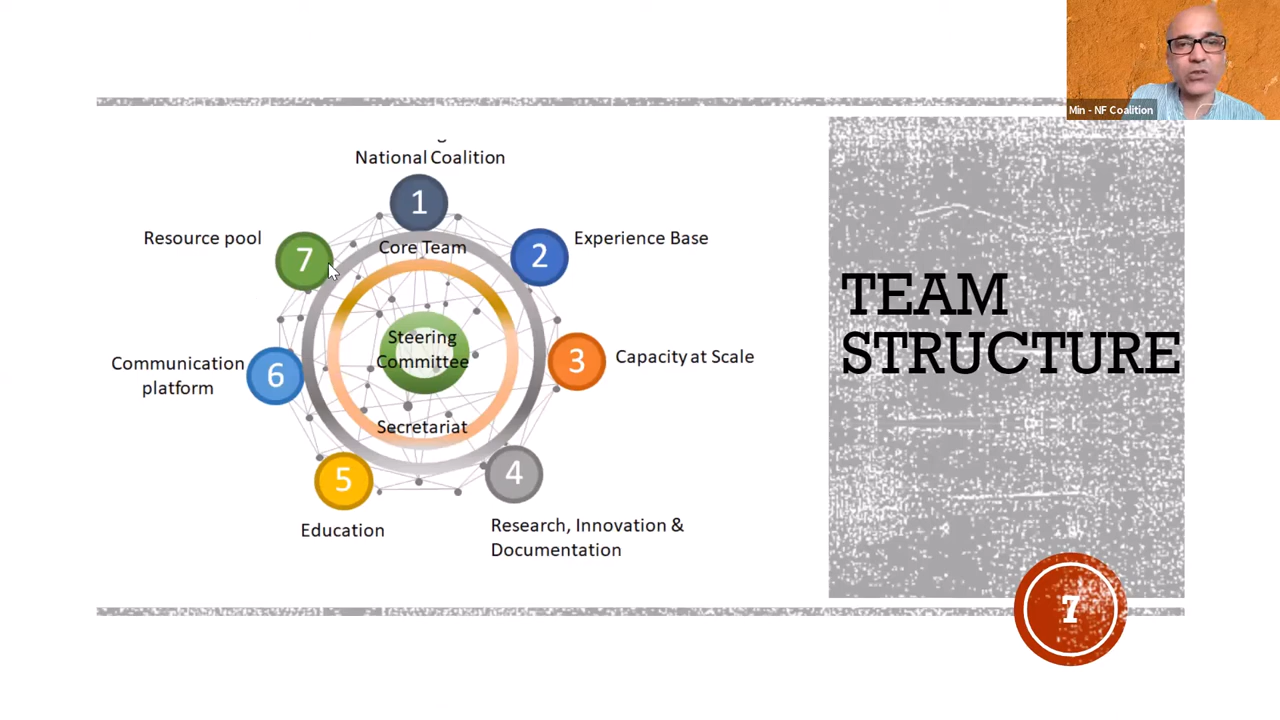 Min - NF Coalition
National Coalition
1
Resource pool
7
Core Team
2
Experience Base
Steering
Committee
Communication
platform
6
3
Capacity at Scale
Secretariat
5
4
Education
Research, Innovation &
Documentation
TEAM
STRUCTURE
7